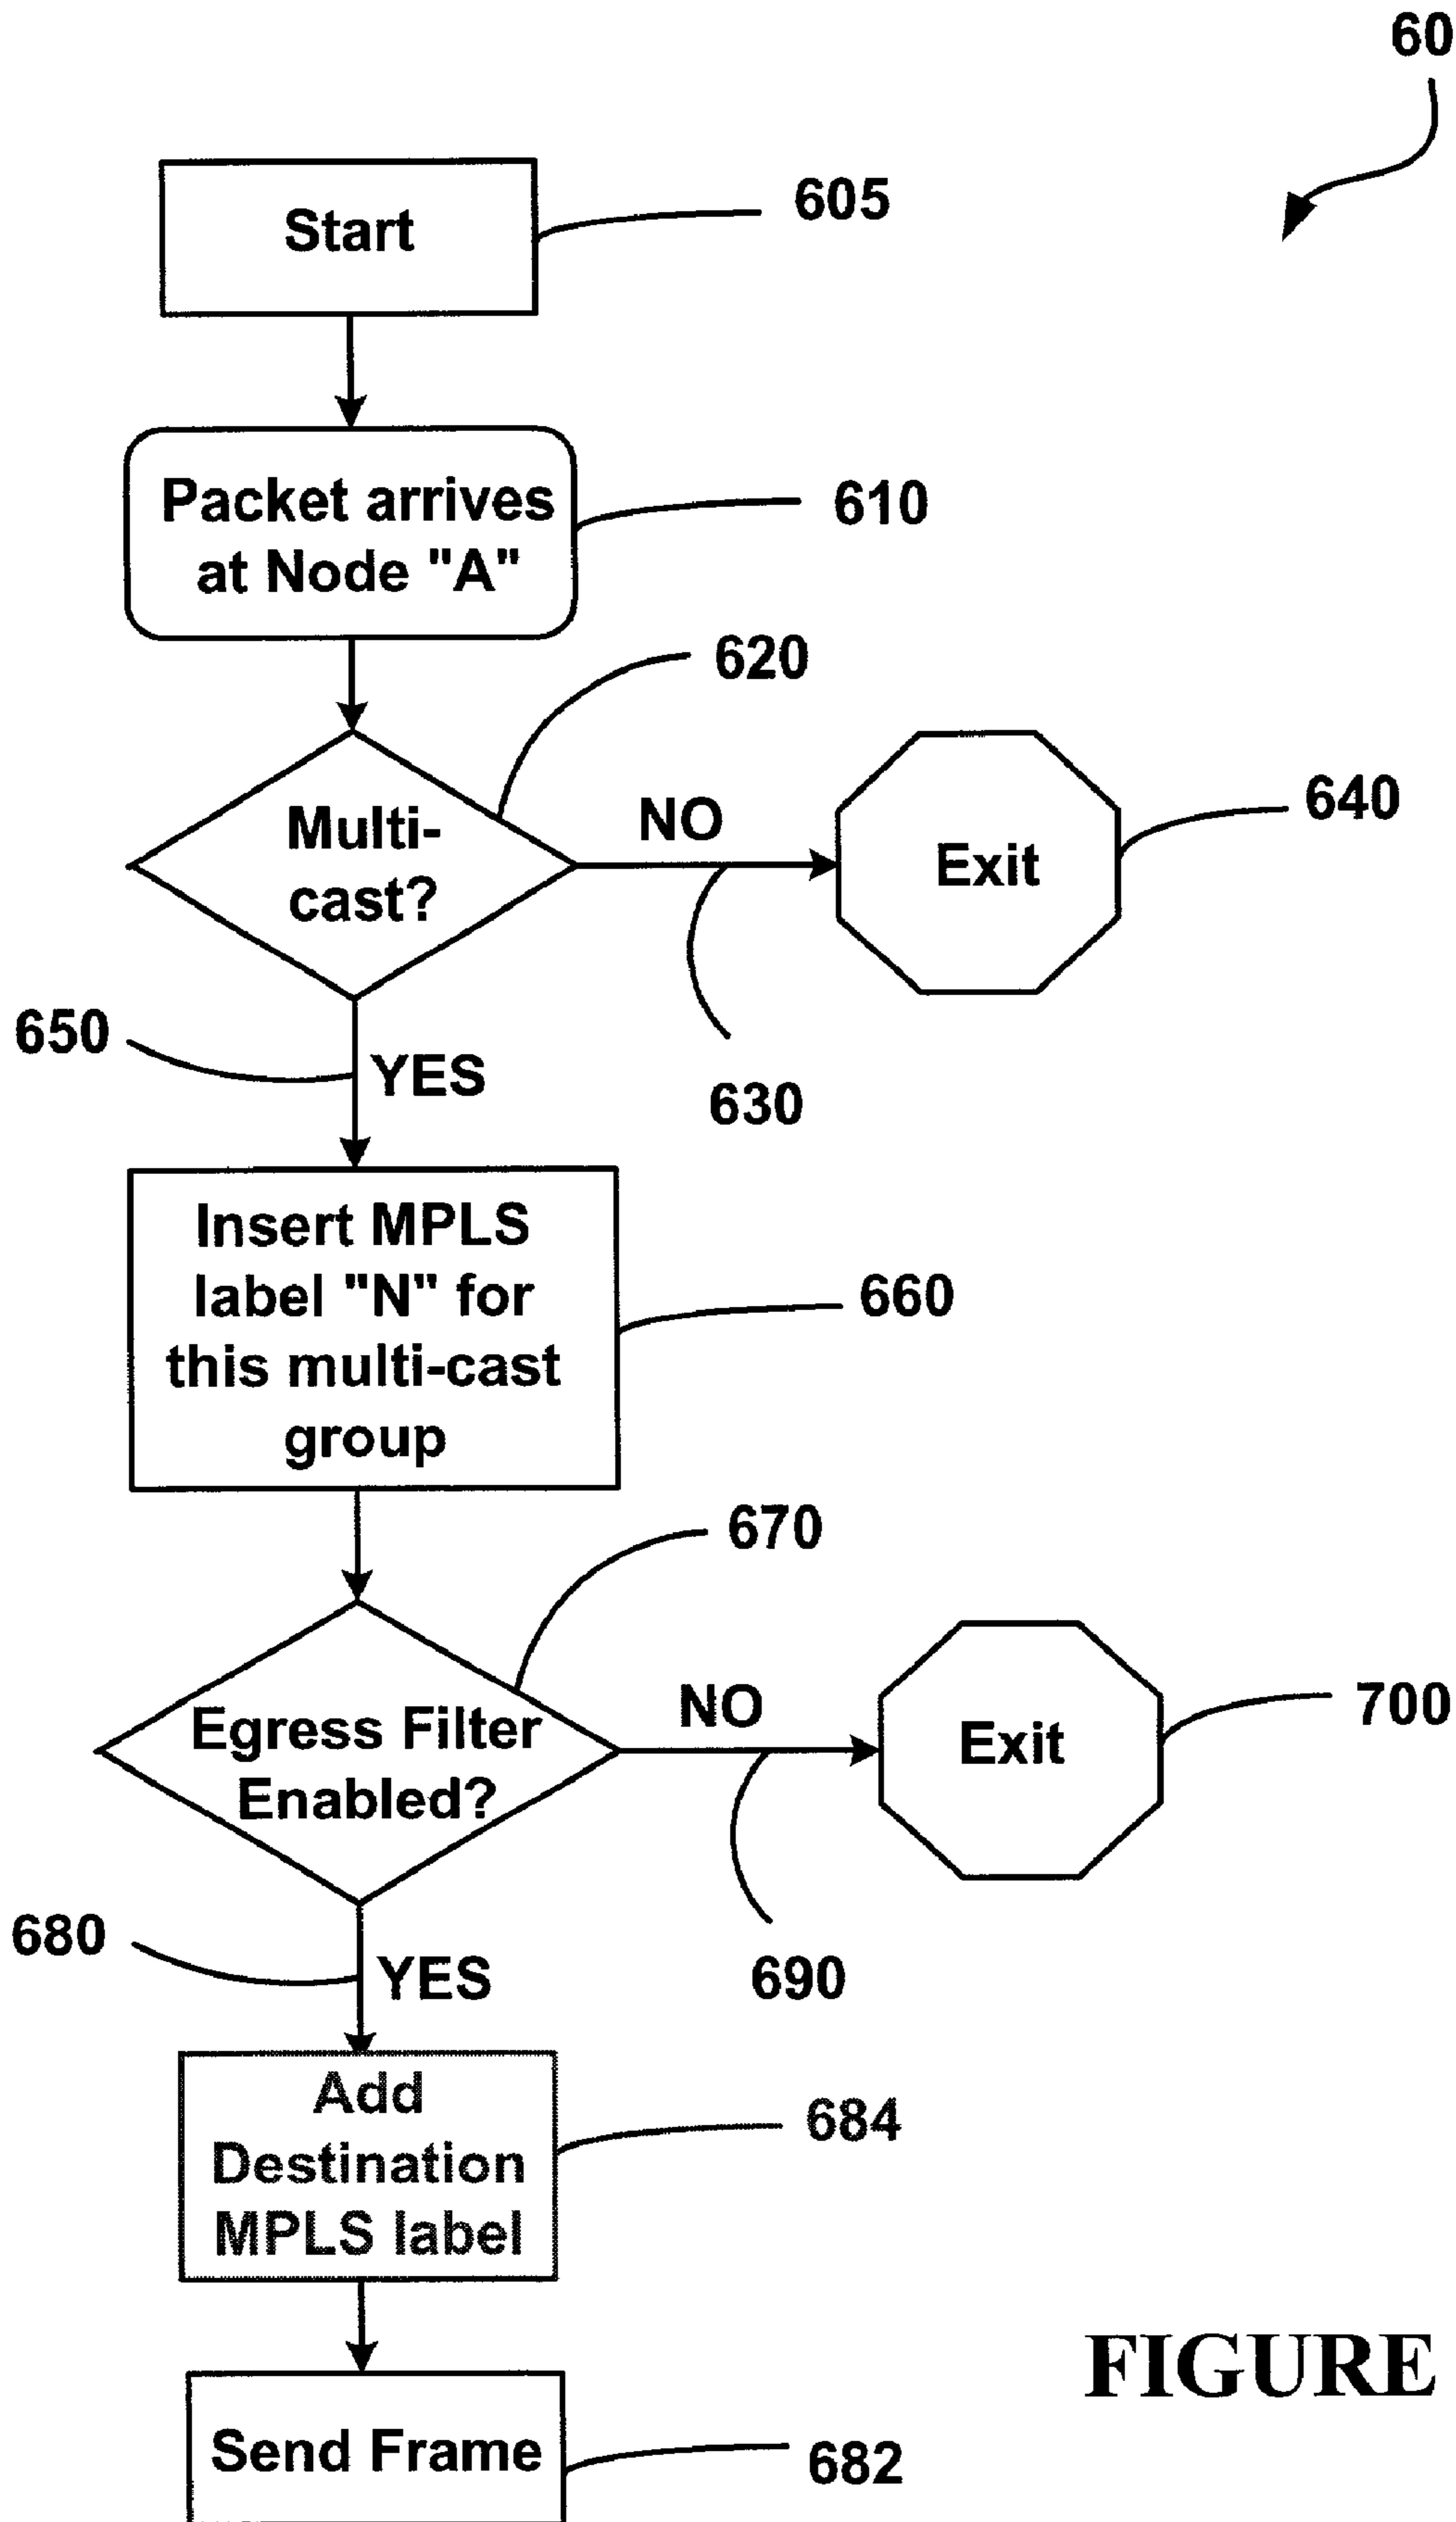 60
Start
605
Packet arrives
at Node "A"
610
620
Multi-
cast?
NO
Exit
640
630
650
YES
Insert MPLS
label "N" for
this multi-cast
group
660
670
Egress Filter
Enabled?
NO
Exit
700
690
680
YES
Add
Destination
MPLS label
684
Send Frame
682
FIGURE